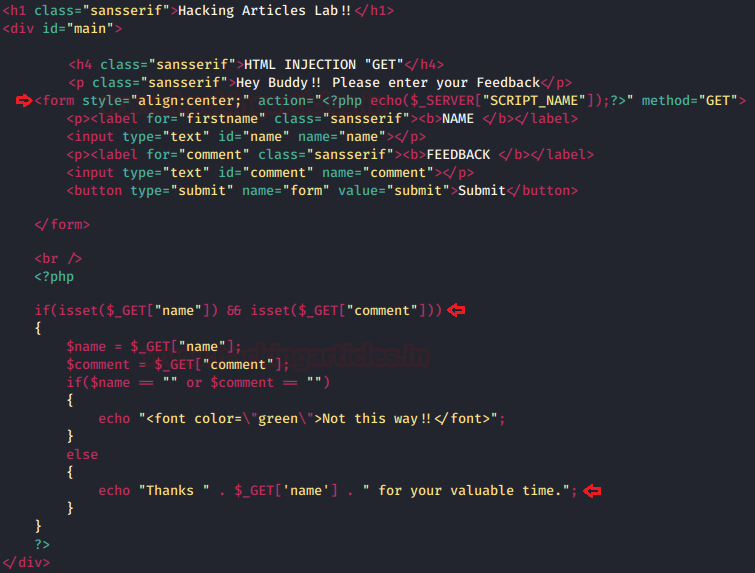 <h1 class="sansserif">Hacking Articles Lab!!</h1>
<div id="main">
<h4 class="sansserif">HTML INJECTION "GET"</h4>
<p class="sansserif">Hey Buddy!! Please enter your Feedback</p>
<form style="align:center;" action="<?php echo($_SERVER["SCRIPT_NAME"]);?>" method="GET">
<p><label for="firstname" class="sansserif"><b>NAME </b></label>
<input type="text" id="name" name="name"></p>
<p><label for="comment" class="sansserif"><b>FEEDBACK </b></label>
<input type="text" id="comment" name="comment"></p>
<button type="submit" name="form" value="submit">Submit</button>
</form>
<br />
<?php
if(isset($_GET["name"]) && isset($_GET["comment"]))
{
$name = $_GET["name"];
$comment = $_GET["comment"];
if($name == "" or $comment == "")
{
echo "<font color=\"green\">Not this way!!</font>";
}
else
{
echo "Thanks " . $_GET['name'] . " for your valuable time.";
}
}
?>
</div>